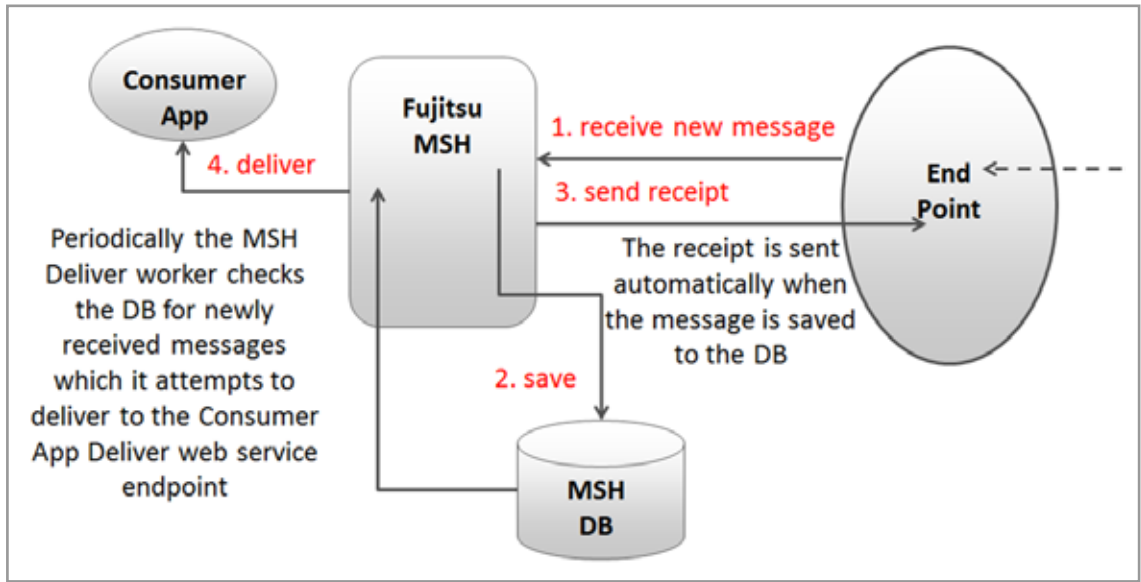 Consumer
App
Fujitsu
MSH
1. receive new message
4. deliver
3. send receipt
End
Point
Periodically the MSH
Deliver worker checks
the DB for newly
received messages
which it attempts to
deliver to the Consumer
App Deliver web service
endpoint
The receipt is sent
automatically when
the message is saved
to the DB
2. save
MSH
DB